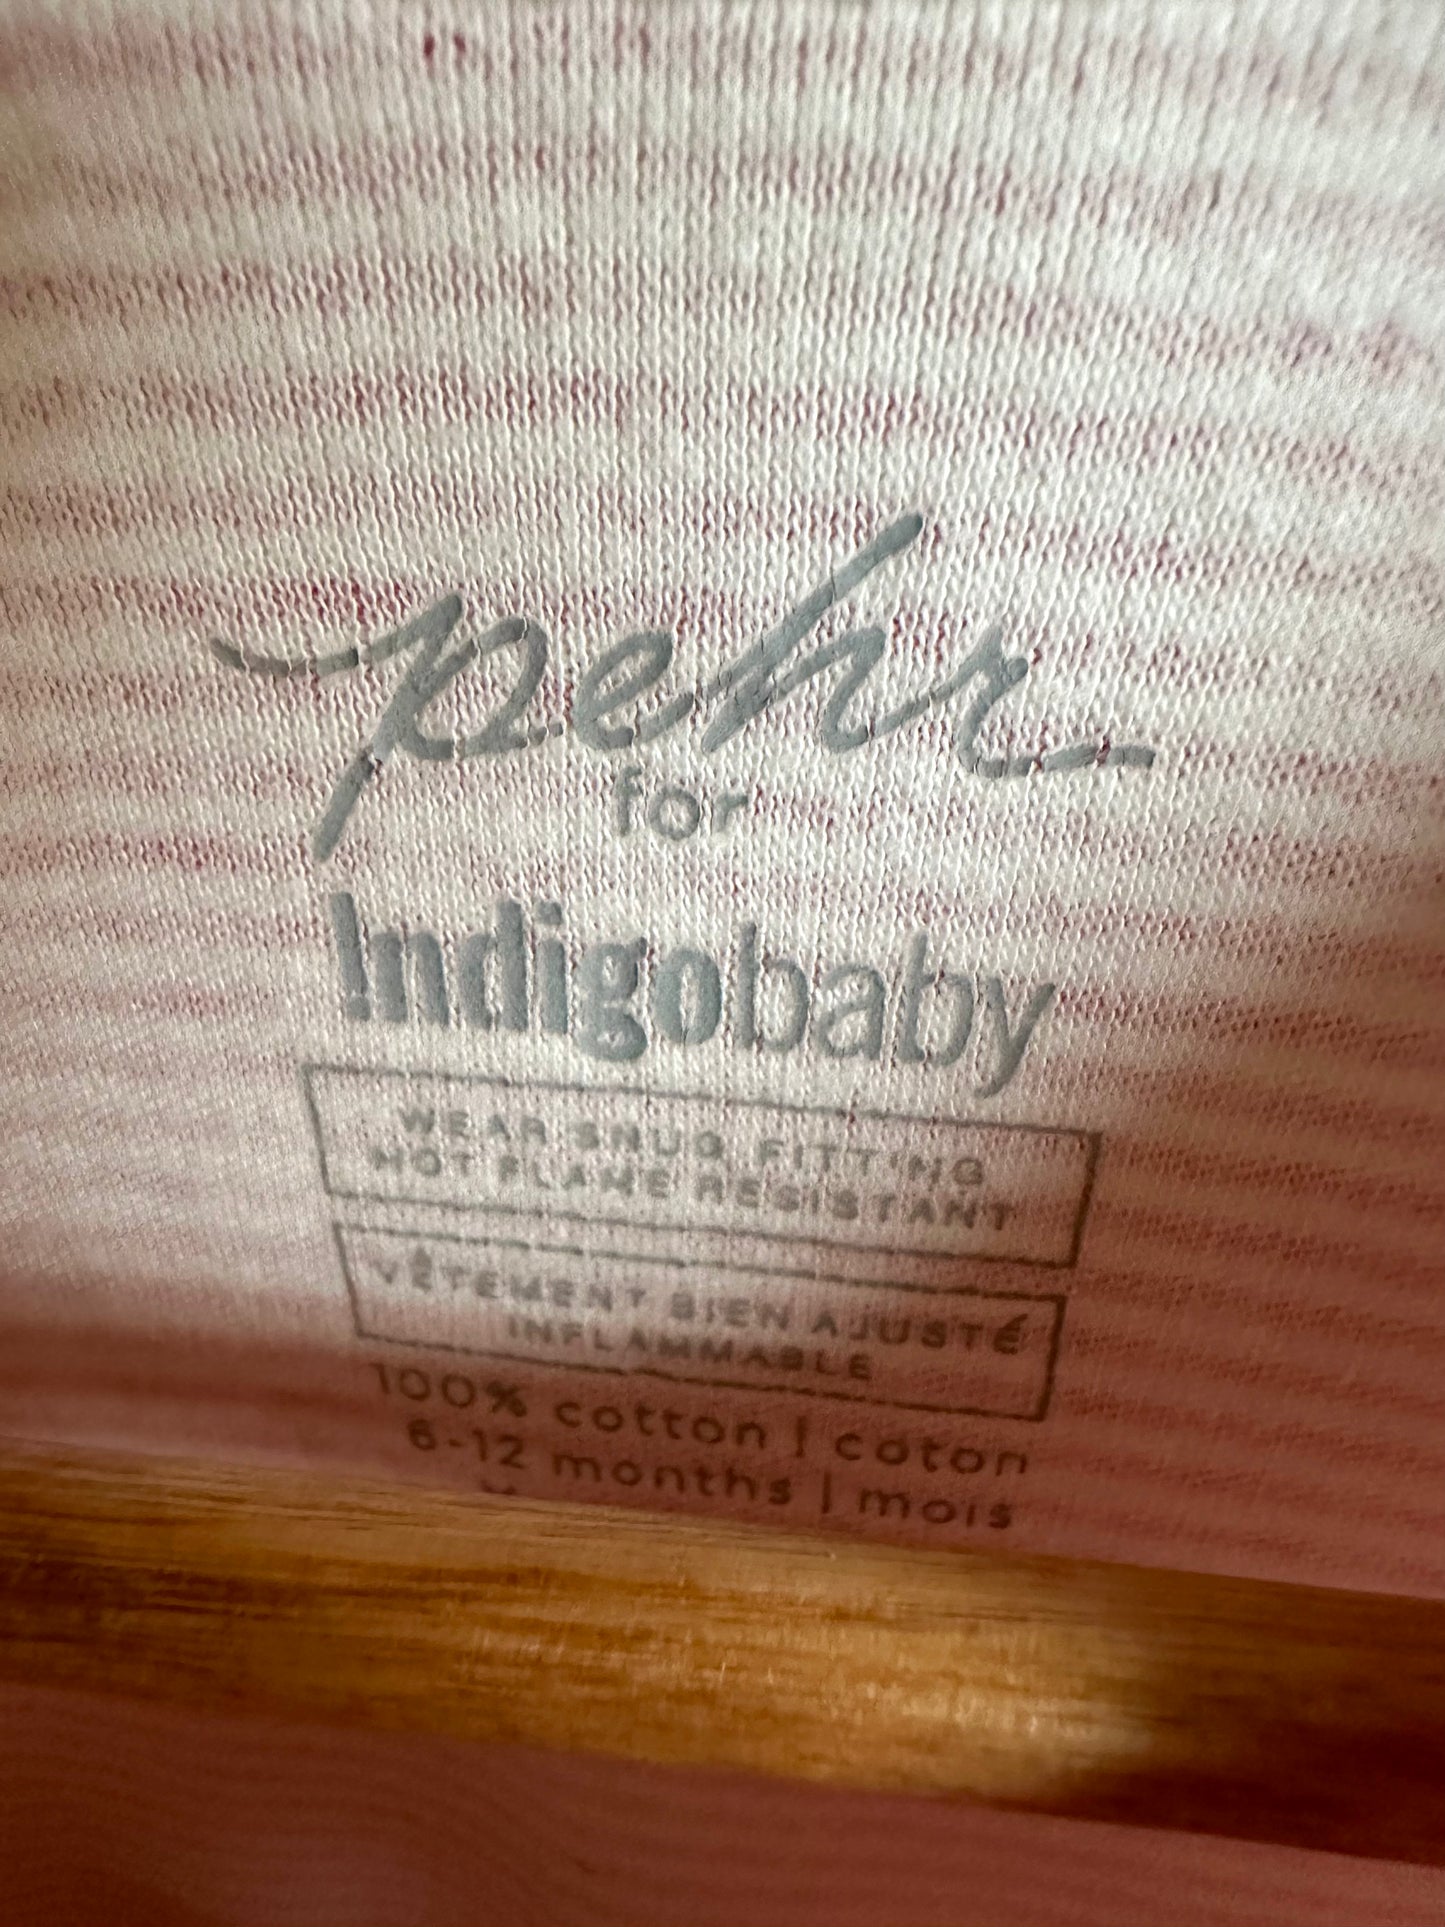 pehr
for
!ndigobaby
WEAR SNUG FITTING
NOT FLAME RESISTANT
VÊTEMENT BIEN AJUSTÉ
INFLAMMABLE
100% cotton | coton
6-12 months | mois